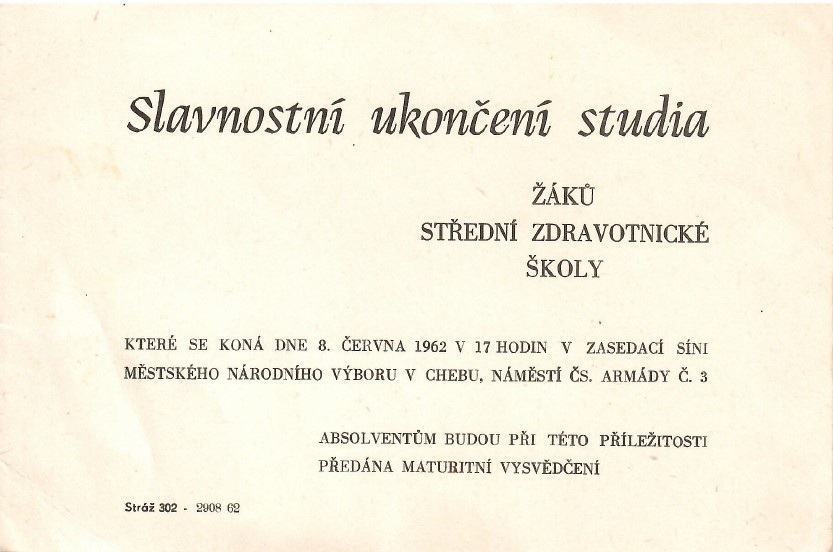 Slavnostní ukončení studia
ŽÁKŮ
STŘEDNÍ ZDRAVOTNICKÉ
ŠKOLY
KTERÉ SE KONÁ DNE 8. ČERVNA 1962 V 17 HODIN V ZASEDACÍ SÍNI
MĚSTSKÉHO NÁRODNÍHO VÝBORU V CHEBU, NÁMĚSTÍ ČS. ARMÁDY Č. 3
ABSOLVENTŮM BUDOU PŘI TÉTO PŘÍLEŽITOSTI
PŘEDÁNA MATURITNÍ VYSVĚDČENÍ
Stráž 302 - 2908 62